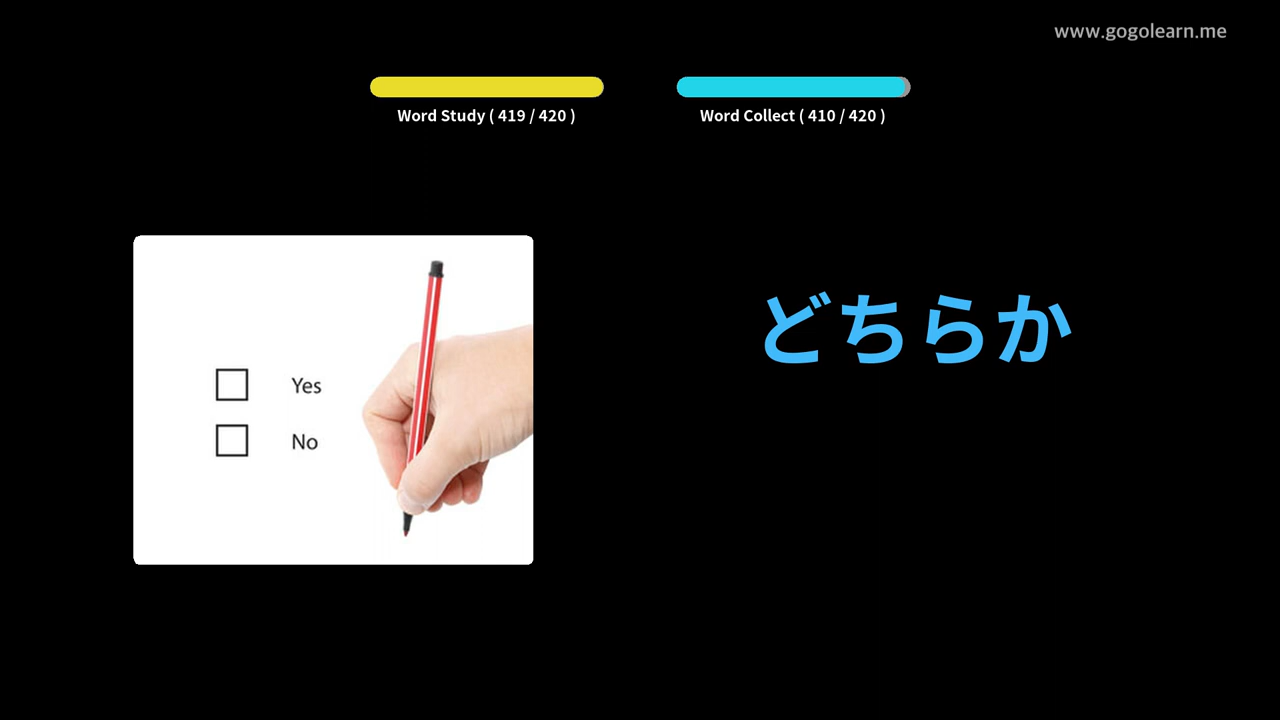 www.gogolearn.me
Word Study ( 419 / 420 )
Word Collect ( 410 / 420 )
Yes
No
どちらか